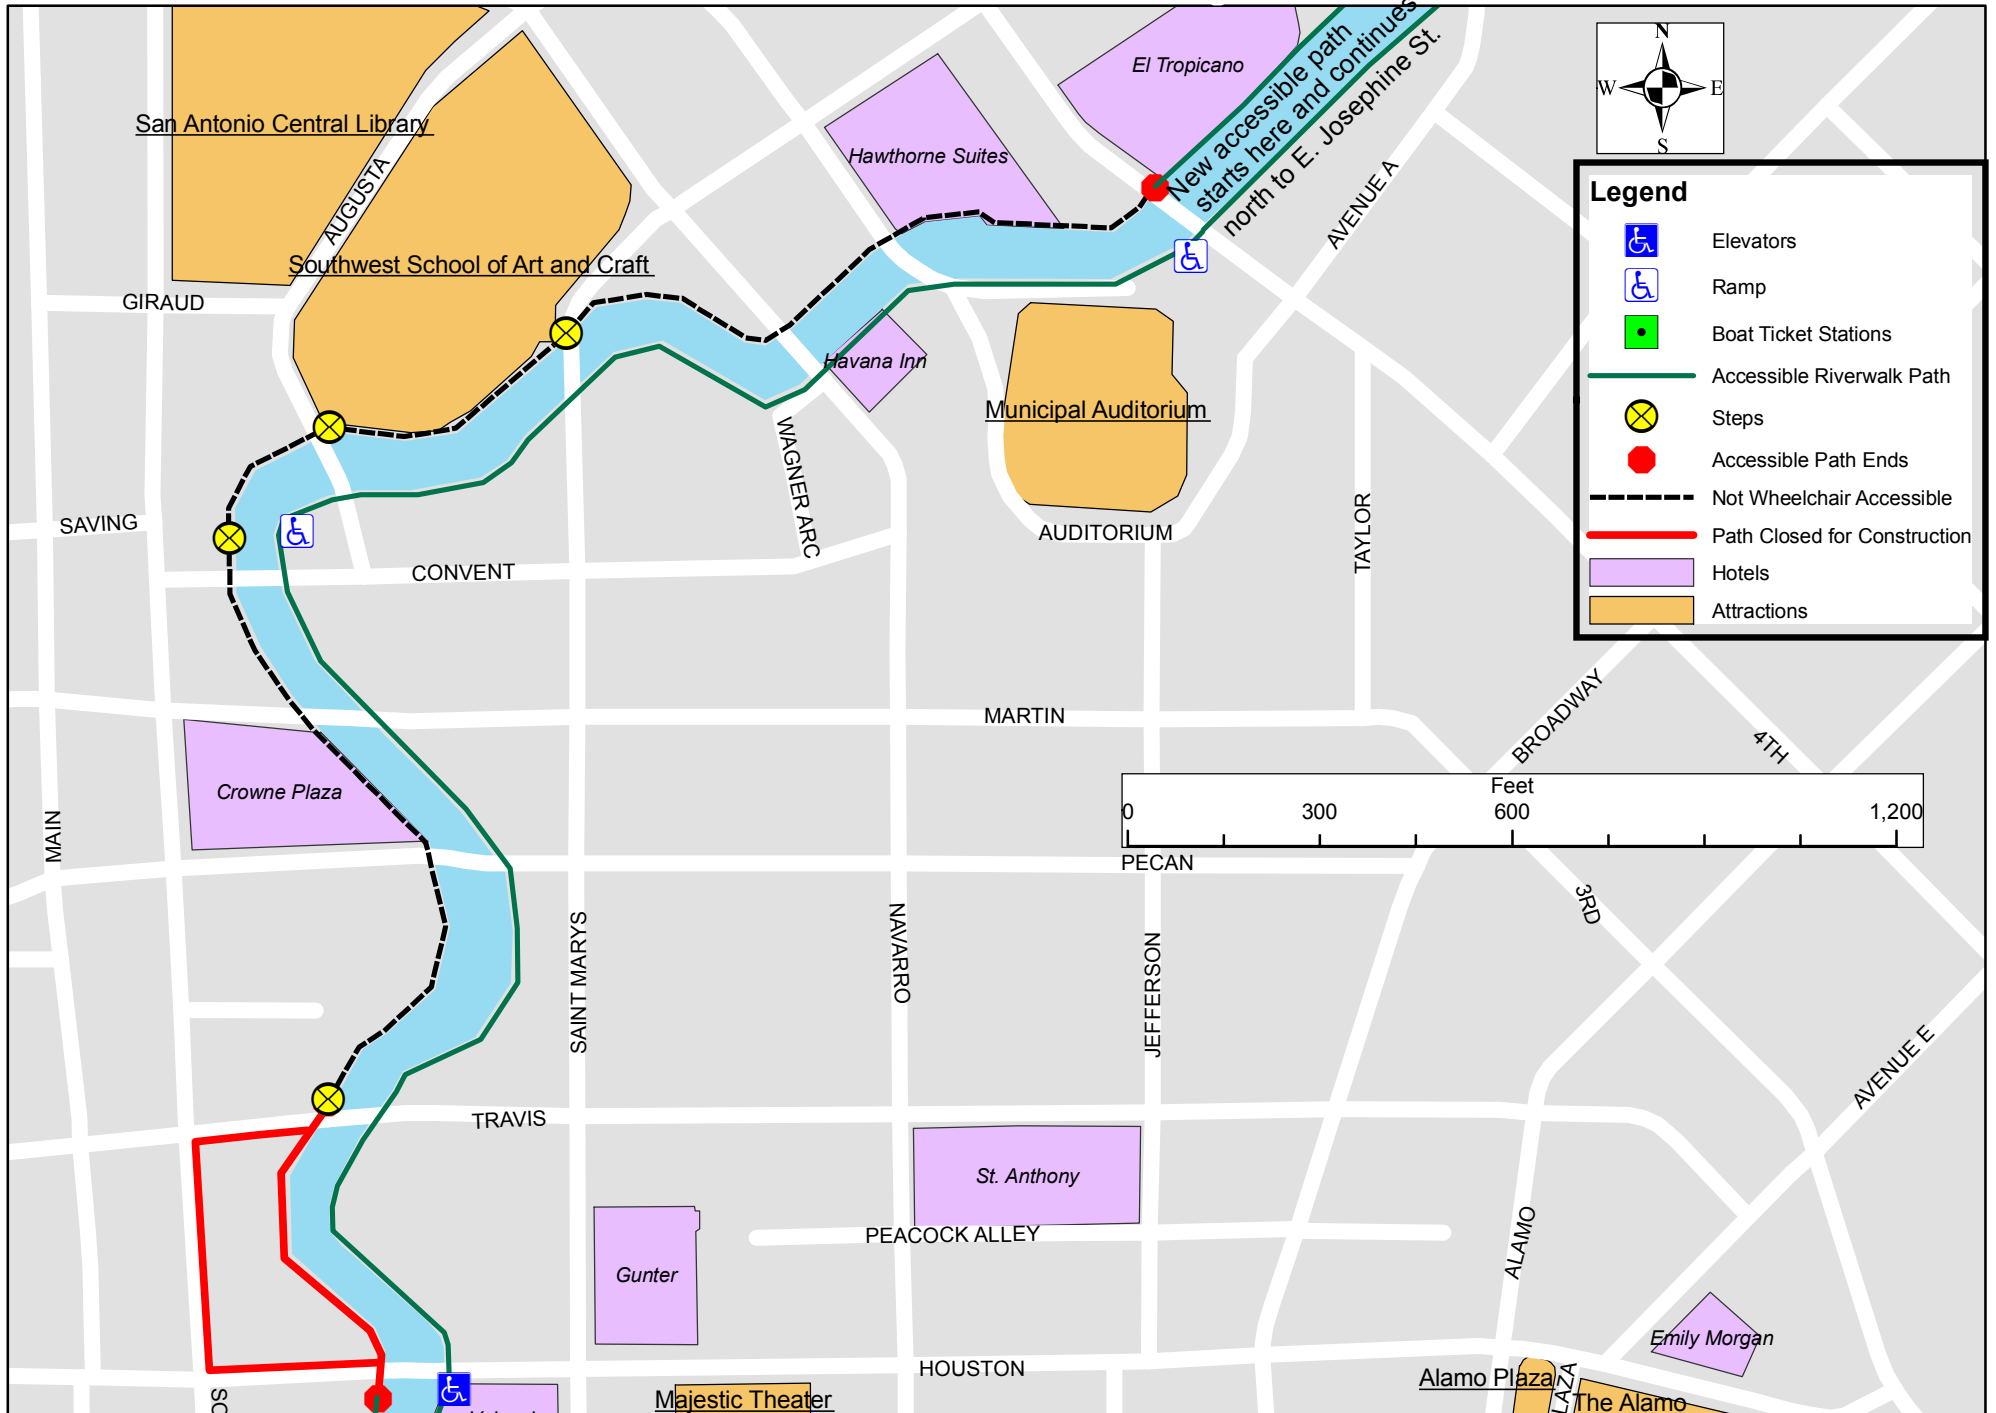 New accessible path
starts here and continues
north to E. Josephine St.
El Tropicano
N
W
E
S
San Antonio Central Library
Hawthorne Suites
AUGUSTA
AVENUE A
Legend
Elevators
Ramp
Boat Ticket Stations
Accessible Riverwalk Path
Steps
Accessible Path Ends
Not Wheelchair Accessible
Path Closed for Construction
Hotels
Attractions
Southwest School of Art and Craft
GIRAUD
Havana Inn
Municipal Auditorium
WAGNER ARC
SAVING
AUDITORIUM
TAYLOR
CONVENT
MARTIN
BROADWAY
4TH
Feet
0 300 600 1,200
Crowne Plaza
MAIN
PECAN
3RD
SAINT MARYS
NAVARRO
JEFFERSON
AVENUE E
TRAVIS
St. Anthony
PEACOCK ALLEY
ALAMO
Gunter
Emily Morgan
HOUSTON
Alamo Plaza
Majestic Theater
The Alamo